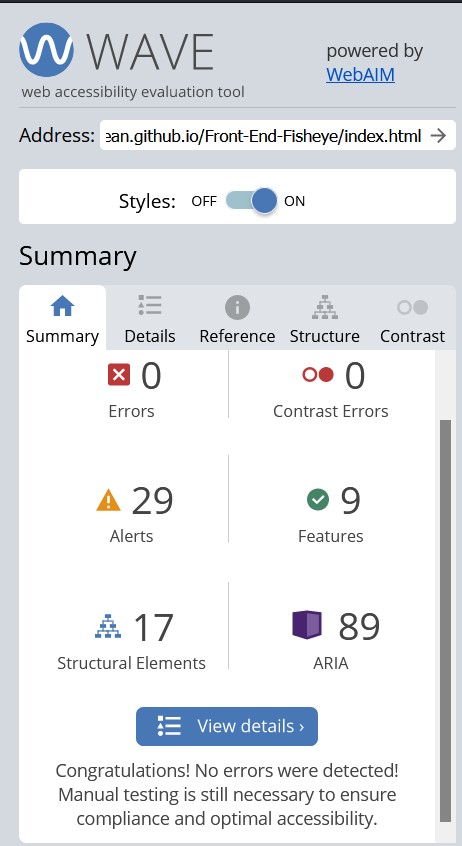 WAVE
powered by
WebAIM
web accessibility evaluation tool
Address: ean.github.io/Front-End-Fisheye/index.html
Styles: OFF ON
Summary
Summary Details Reference Structure Contrast
0 0
Errors Contrast Errors
29 9
Alerts Features
17 89
Structural Elements ARIA
View details ›
Congratulations! No errors were detected!
Manual testing is still necessary to ensure
compliance and optimal accessibility.